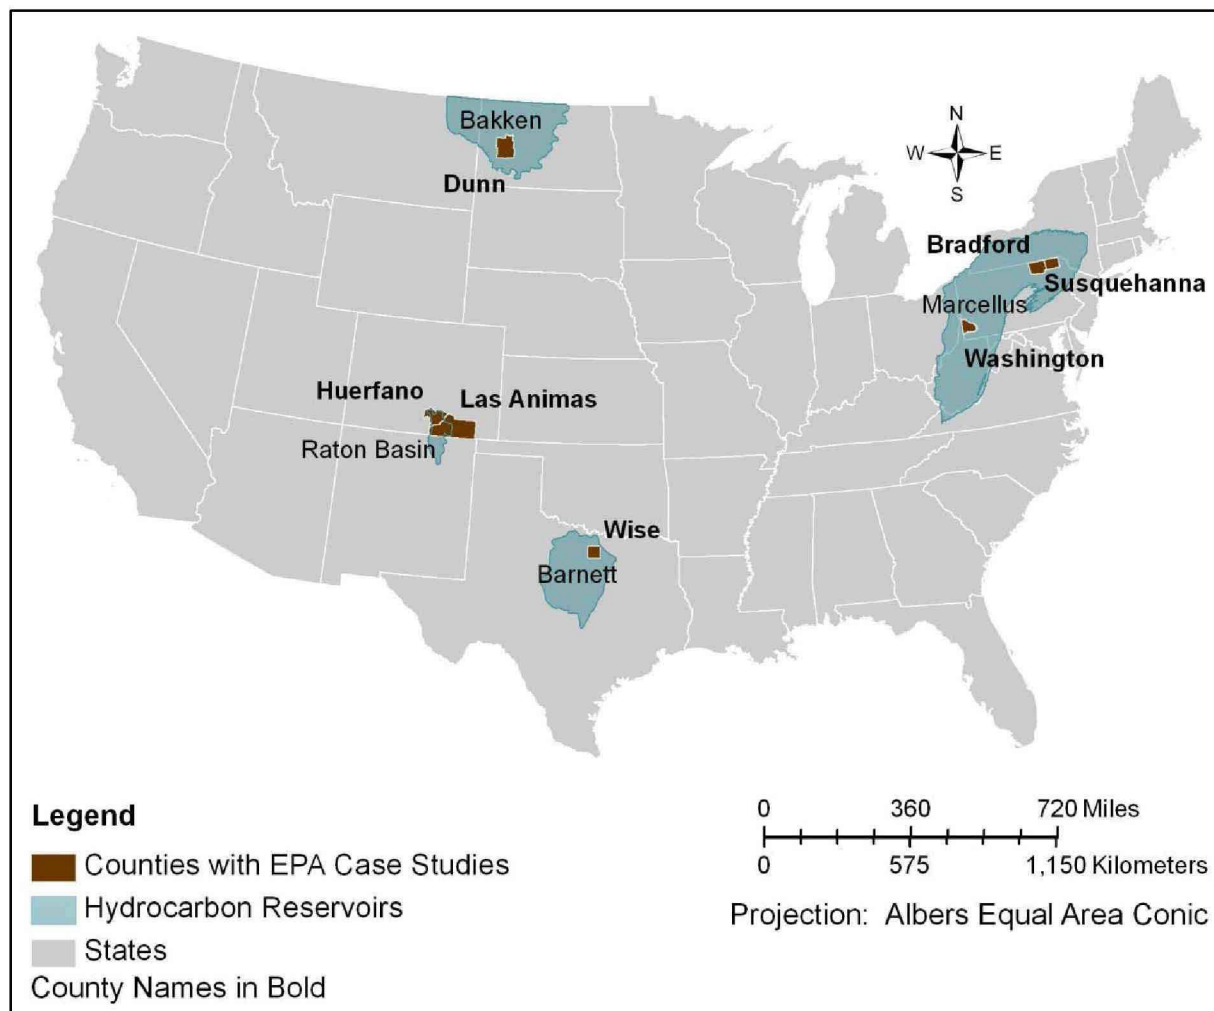 N
W E
S
Bakken
Dunn
Bradford
Susquehanna
Marcellus
Washington
Huerfano
Las Animas
Raton Basin
Wise
Barnett
Legend
Counties with EPA Case Studies
Hydrocarbon Reservoirs
States
County Names in Bold
0 360 720 Miles
0 575 1,150 Kilometers
Projection: Albers Equal Area Conic